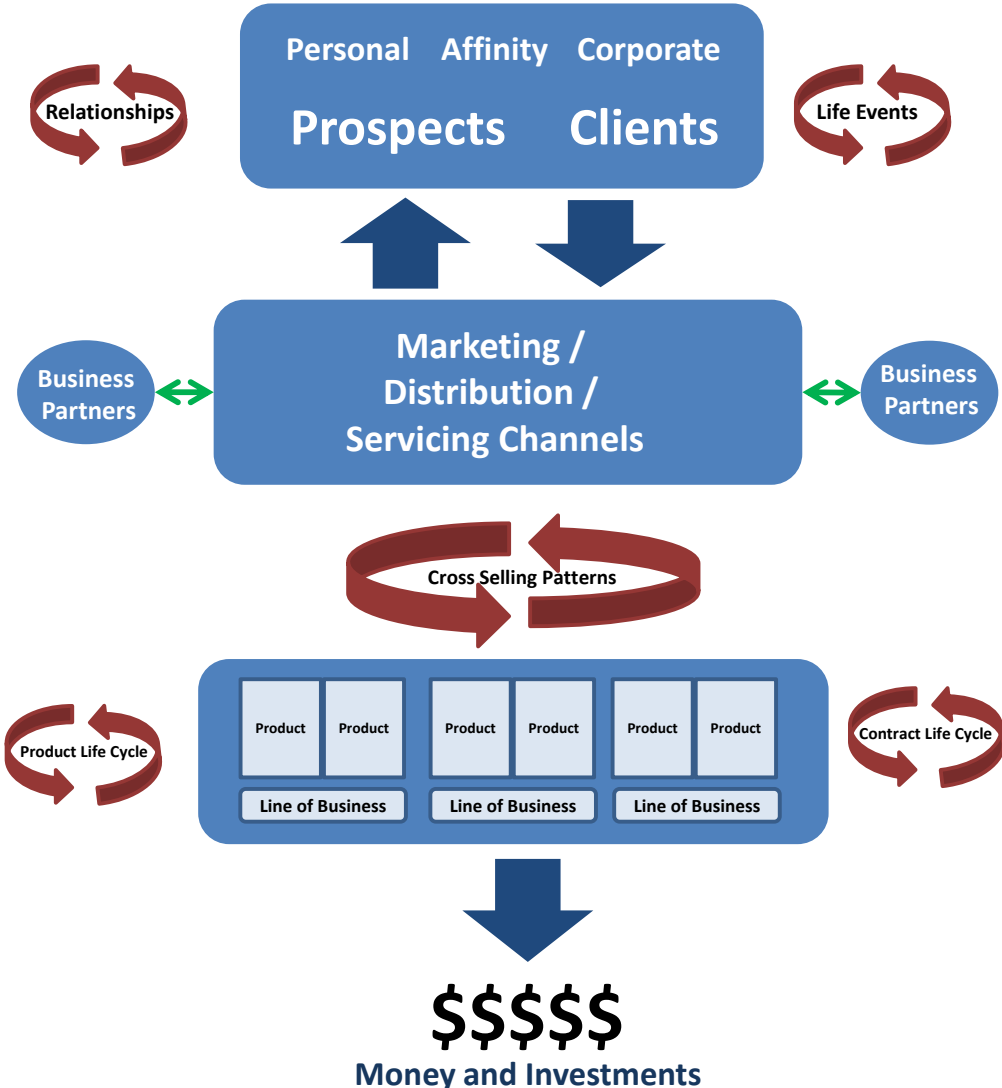 Personal Affinity Corporate
Relationships
Life Events
Prospects Clients
Marketing /
Distribution /
Servicing Channels
Business
Partners
Business
Partners
Cross Selling Patterns
Product Product Product Product Product Product
Product Life Cycle
Contract Life Cycle
Line of Business Line of Business Line of Business
$$$$$
Money and Investments